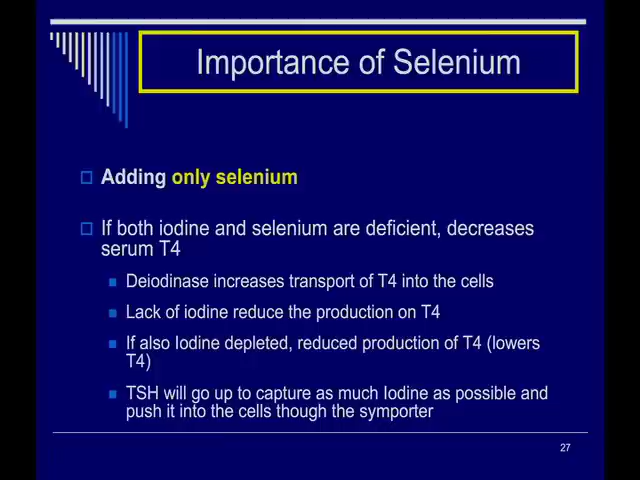 Importance of Selenium
Adding only selenium
If both iodine and selenium are deficient, decreases
serum T4
Deiodinase increases transport of T4 into the cells
Lack of iodine reduce the production on T4
If also Iodine depleted, reduced production of T4 (lowers
T4)
TSH will go up to capture as much Iodine as possible and
push it into the cells though the symporter
27